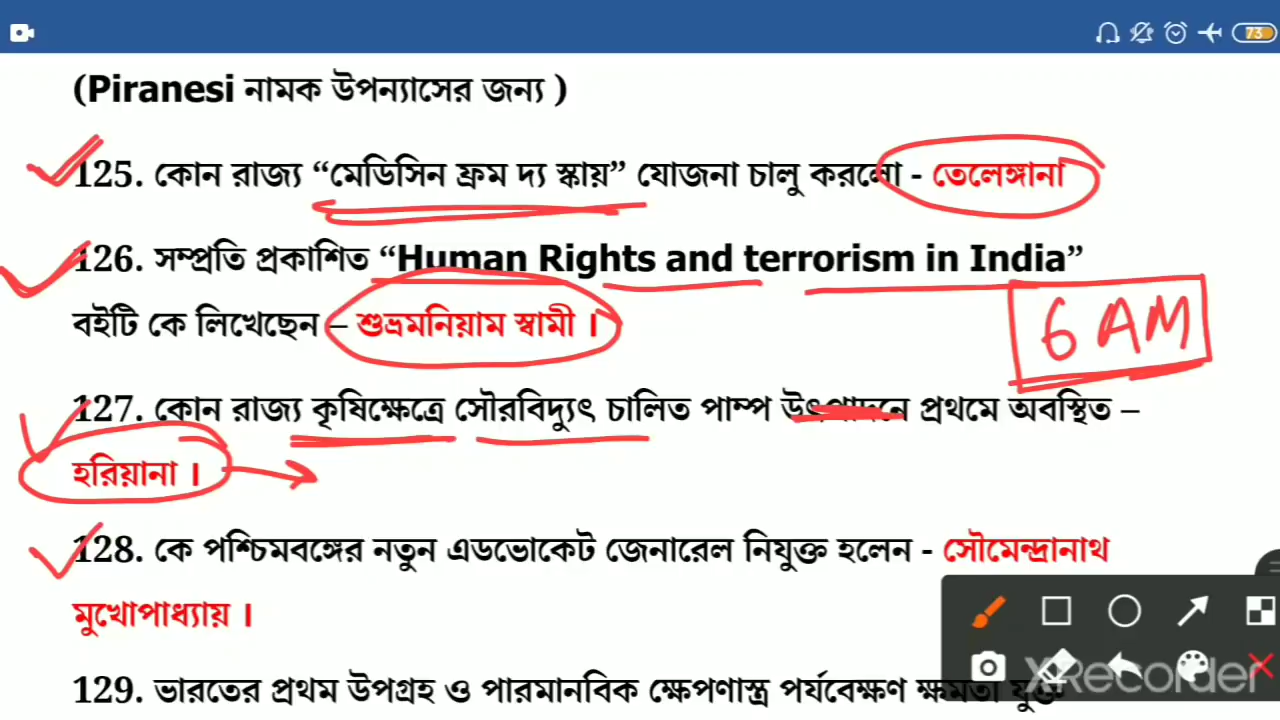 73
(Piranesi নামক উপন্যাসের জন্য )
125. কোন রাজ্য “মেডিসিন ফ্রম দ্য স্কায়” যোজনা চালু করলো - তেলেঙ্গানা
126. সম্প্রতি প্রকাশিত “Human Rights and terrorism in India”
বইটি কে লিখেছেন – শুভ্রমনিয়াম স্বামী ।
6 AM
127. কোন রাজ্য কৃষিক্ষেত্রে সৌরবিদ্যুৎ চালিত পাম্প উৎপাদনে প্রথমে অবস্থিত –
হরিয়ানা ।
128. কে পশ্চিমবঙ্গের নতুন এডভোকেট জেনারেল নিযুক্ত হলেন - সৌমেন্দ্রানাথ
মুখোপাধ্যায় ।
129. ভারতের প্রথম উপগ্রহ ও পারমানবিক ক্ষেপণাস্ত্র পর্যবেক্ষণ ক্ষমতা যুক্ত
XRecorder